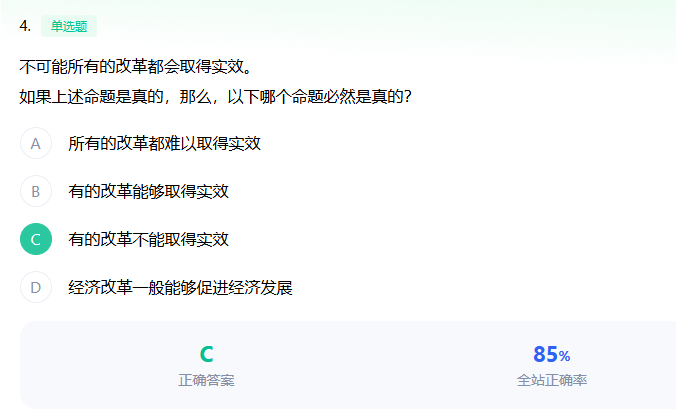 4. 单选题
不可能所有的改革都会取得实效。
如果上述命题是真的，那么，以下哪个命题必然是真的?
A 所有的改革都难以取得实效
B 有的改革能够取得实效
C 有的改革不能取得实效
D 经济改革一般能够促进经济发展
C 85%
正确答案 全站正确率